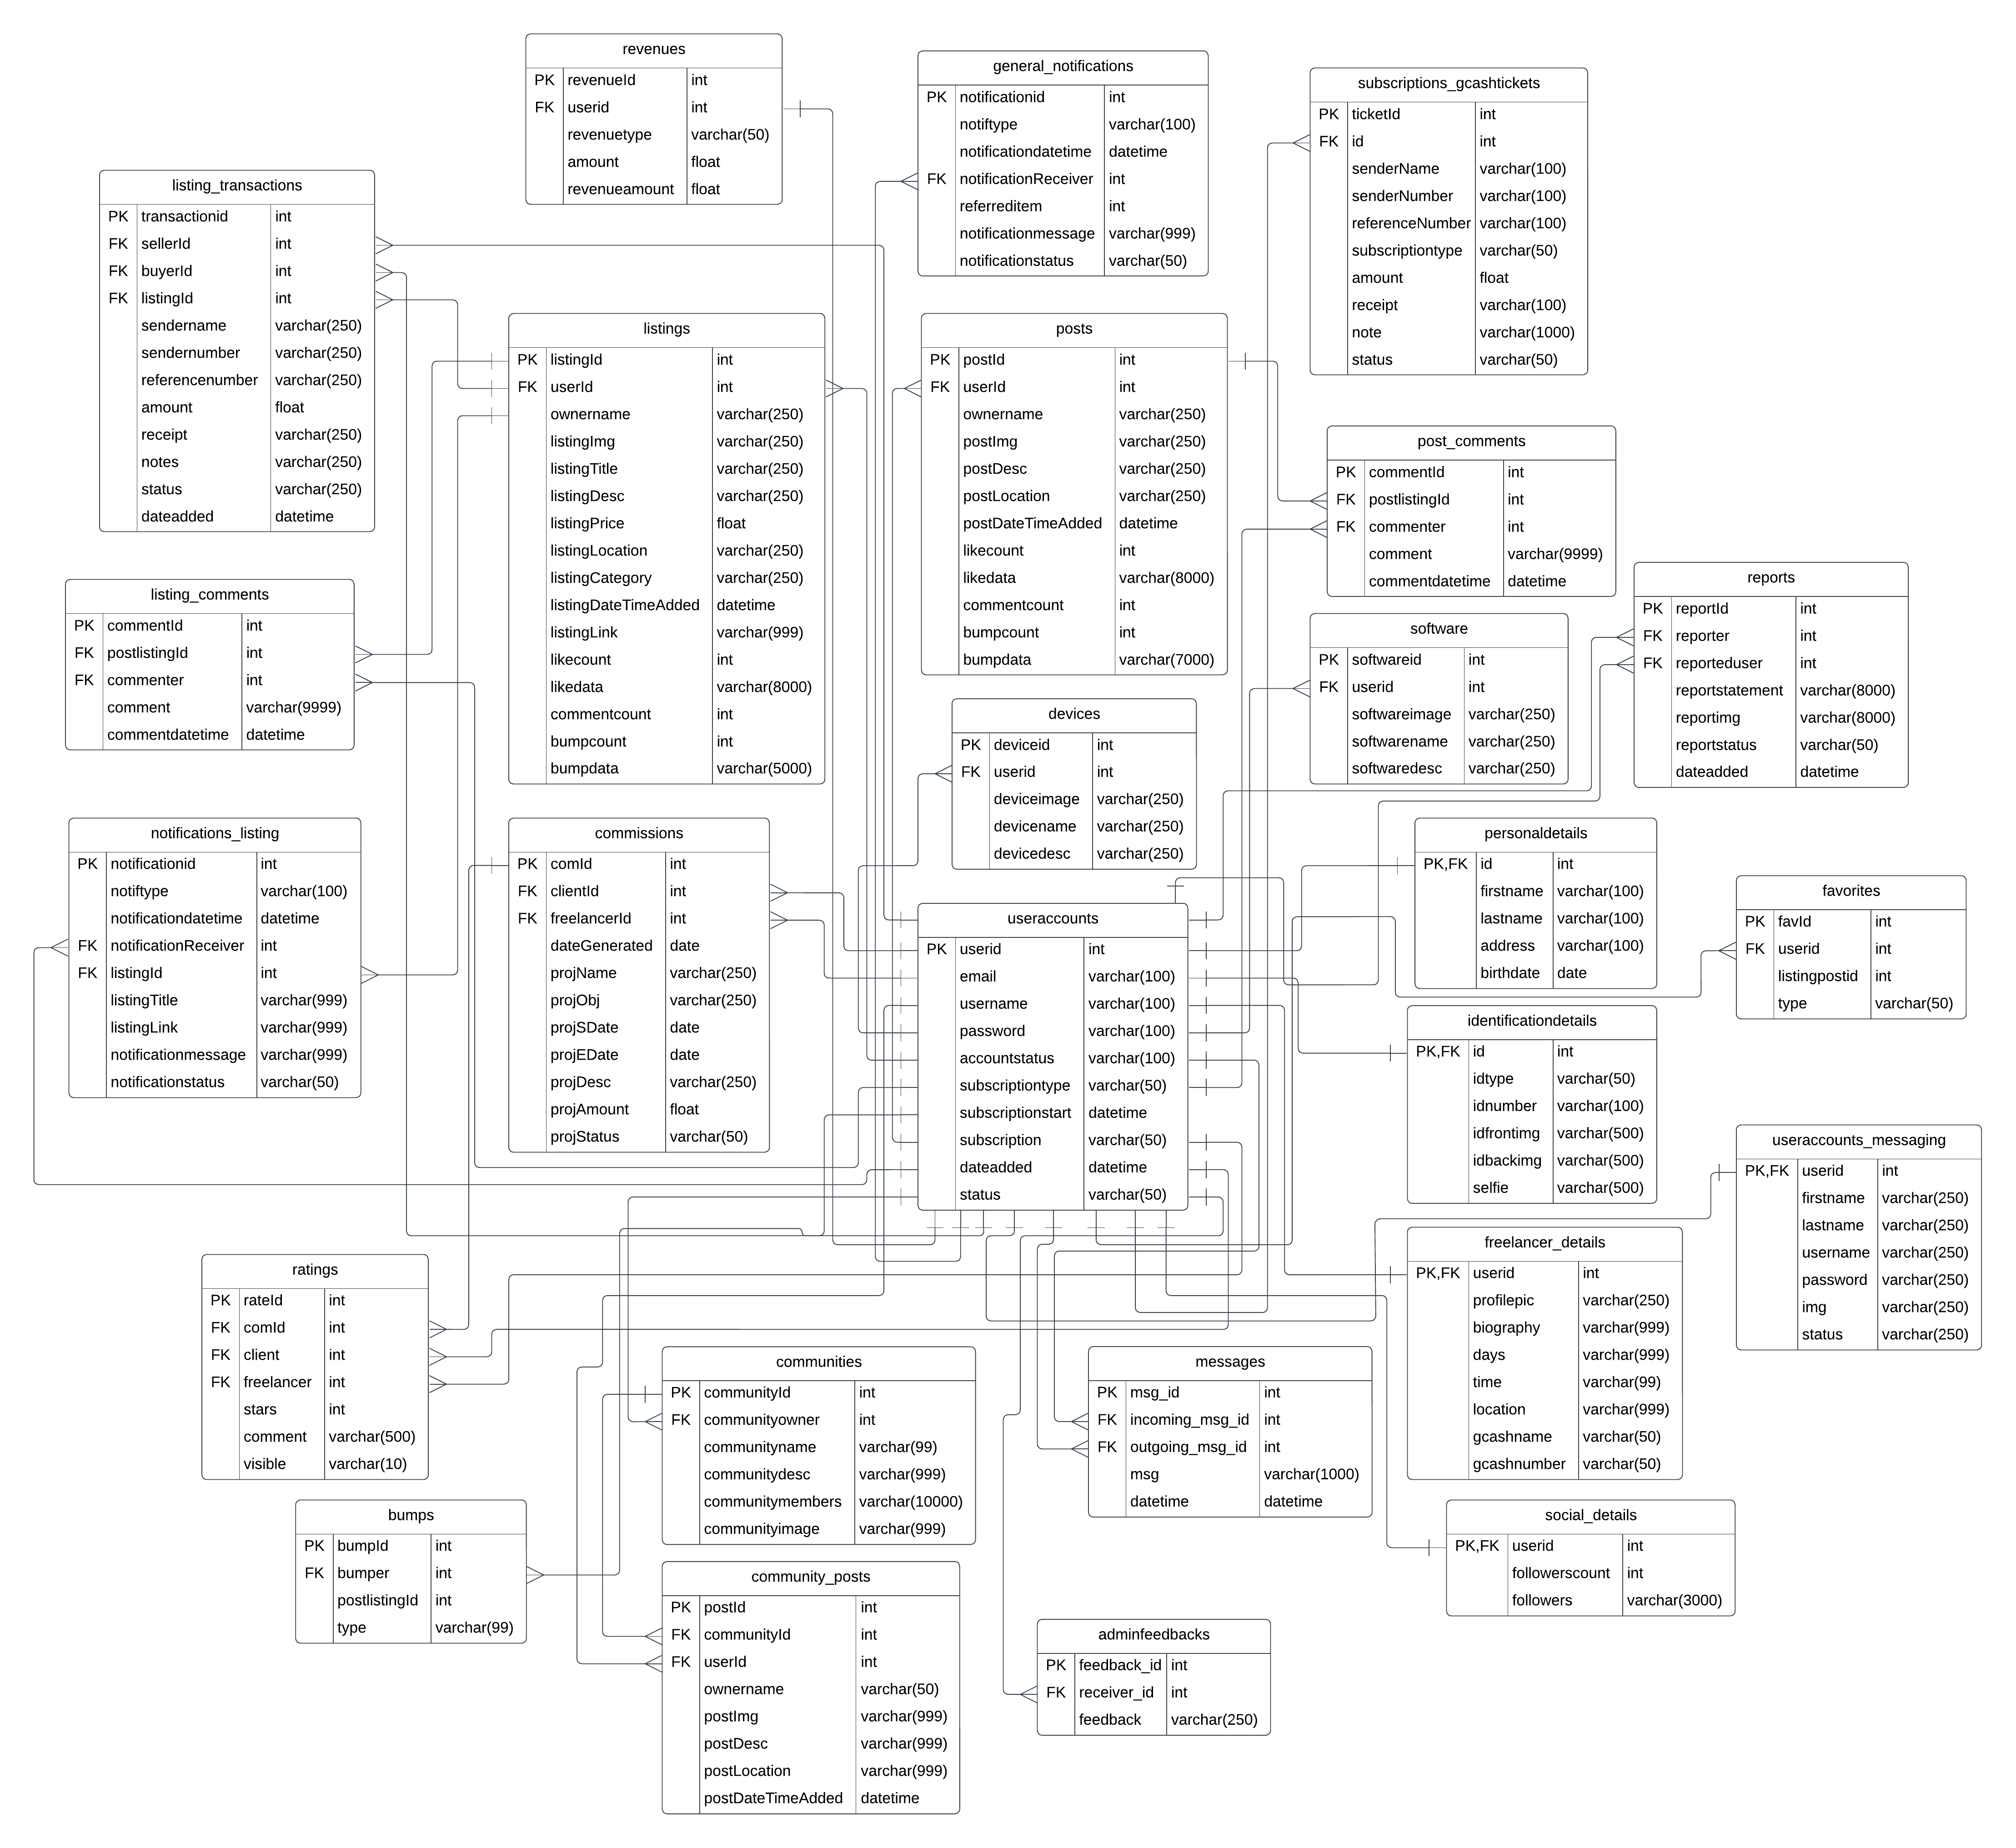 revenues
PK revenueId int
FK userid int
revenuetype varchar(50)
amount float
revenueamount float
general_notifications
PK notificationid int
notiftype varchar(100)
notificationdatetime datetime
FK notificationReceiver int
referreditem int
notificationmessage varchar(999)
notificationstatus varchar(50)
subscriptions_gcashtickets
PK ticketId int
FK id int
senderName varchar(100)
senderNumber varchar(100)
referenceNumber varchar(100)
subscriptiontype varchar(50)
amount float
receipt varchar(100)
note varchar(1000)
status varchar(50)
listing_transactions
PK transactionid int
FK sellerId int
FK buyerId int
FK listingId int
sendername varchar(250)
sendernumber varchar(250)
referencenumber varchar(250)
amount float
receipt varchar(250)
notes varchar(250)
status varchar(250)
dateadded datetime
listings
PK listingId int
FK userId int
ownername varchar(250)
listingImg varchar(250)
listingTitle varchar(250)
listingDesc varchar(250)
listingPrice float
listingLocation varchar(250)
listingCategory varchar(250)
listingDateTimeAdded datetime
listingLink varchar(999)
likecount int
likedata varchar(8000)
commentcount int
bumpcount int
bumpdata varchar(5000)
posts
PK postId int
FK userId int
ownername varchar(250)
postImg varchar(250)
postDesc varchar(250)
postLocation varchar(250)
postDateTimeAdded datetime
likecount int
likedata varchar(8000)
commentcount int
bumpcount int
bumpdata varchar(7000)
post_comments
PK commentId int
FK postlistingId int
FK commenter int
comment varchar(9999)
commentdatetime datetime
listing_comments
PK commentId int
FK postlistingId int
FK commenter int
comment varchar(9999)
commentdatetime datetime
software
PK softwareid int
FK userid int
softwareimage varchar(250)
softwarename varchar(250)
softwaredesc varchar(250)
reports
PK reportId int
FK reporter int
FK reporteduser int
reportstatement varchar(8000)
reportimg varchar(8000)
reportstatus varchar(50)
dateadded datetime
devices
PK deviceid int
FK userid int
deviceimage varchar(250)
devicename varchar(250)
devicedesc varchar(250)
notifications_listing
PK notificationid int
notiftype varchar(100)
notificationdatetime datetime
FK notificationReceiver int
FK listingId int
listingTitle varchar(999)
listingLink varchar(999)
notificationmessage varchar(999)
notificationstatus varchar(50)
commissions
PK comId int
FK clientId int
FK freelancerId int
dateGenerated date
projName varchar(250)
projObj varchar(250)
projSDate date
projEDate date
projDesc varchar(250)
projAmount float
projStatus varchar(50)
useraccounts
PK userid int
email varchar(100)
username varchar(100)
password varchar(100)
accountstatus varchar(100)
subscriptiontype varchar(50)
subscriptionstart datetime
subscription varchar(50)
dateadded datetime
status varchar(50)
personaldetails
PK,FK id int
firstname varchar(100)
lastname varchar(100)
address varchar(100)
birthdate date
favorites
PK favId int
FK userid int
listingpostid int
type varchar(50)
identificationdetails
PK,FK id int
idtype varchar(50)
idnumber varchar(100)
idfrontimg varchar(500)
idbackimg varchar(500)
selfie varchar(500)
useraccounts_messaging
PK,FK userid int
firstname varchar(250)
lastname varchar(250)
username varchar(250)
password varchar(250)
img varchar(250)
status varchar(250)
freelancer_details
PK,FK userid int
profilepic varchar(250)
biography varchar(999)
days varchar(999)
time varchar(99)
location varchar(999)
gcashname varchar(50)
gcashnumber varchar(50)
ratings
PK rateId int
FK comId int
FK client int
FK freelancer int
stars int
comment varchar(500)
visible varchar(10)
communities
PK communityId int
FK communityowner int
communityname varchar(99)
communitydesc varchar(999)
communitymembers varchar(10000)
communityimage varchar(999)
messages
PK msg_id int
FK incoming_msg_id int
FK outgoing_msg_id int
msg varchar(1000)
datetime datetime
bumps
PK bumpId int
FK bumper int
postlistingId int
type varchar(99)
social_details
PK,FK userid int
followerscount int
followers varchar(3000)
community_posts
PK postId int
FK communityId int
FK userId int
ownername varchar(50)
postImg varchar(999)
postDesc varchar(999)
postLocation varchar(999)
postDateTimeAdded datetime
adminfeedbacks
PK feedback_id int
FK receiver_id int
feedback varchar(250)